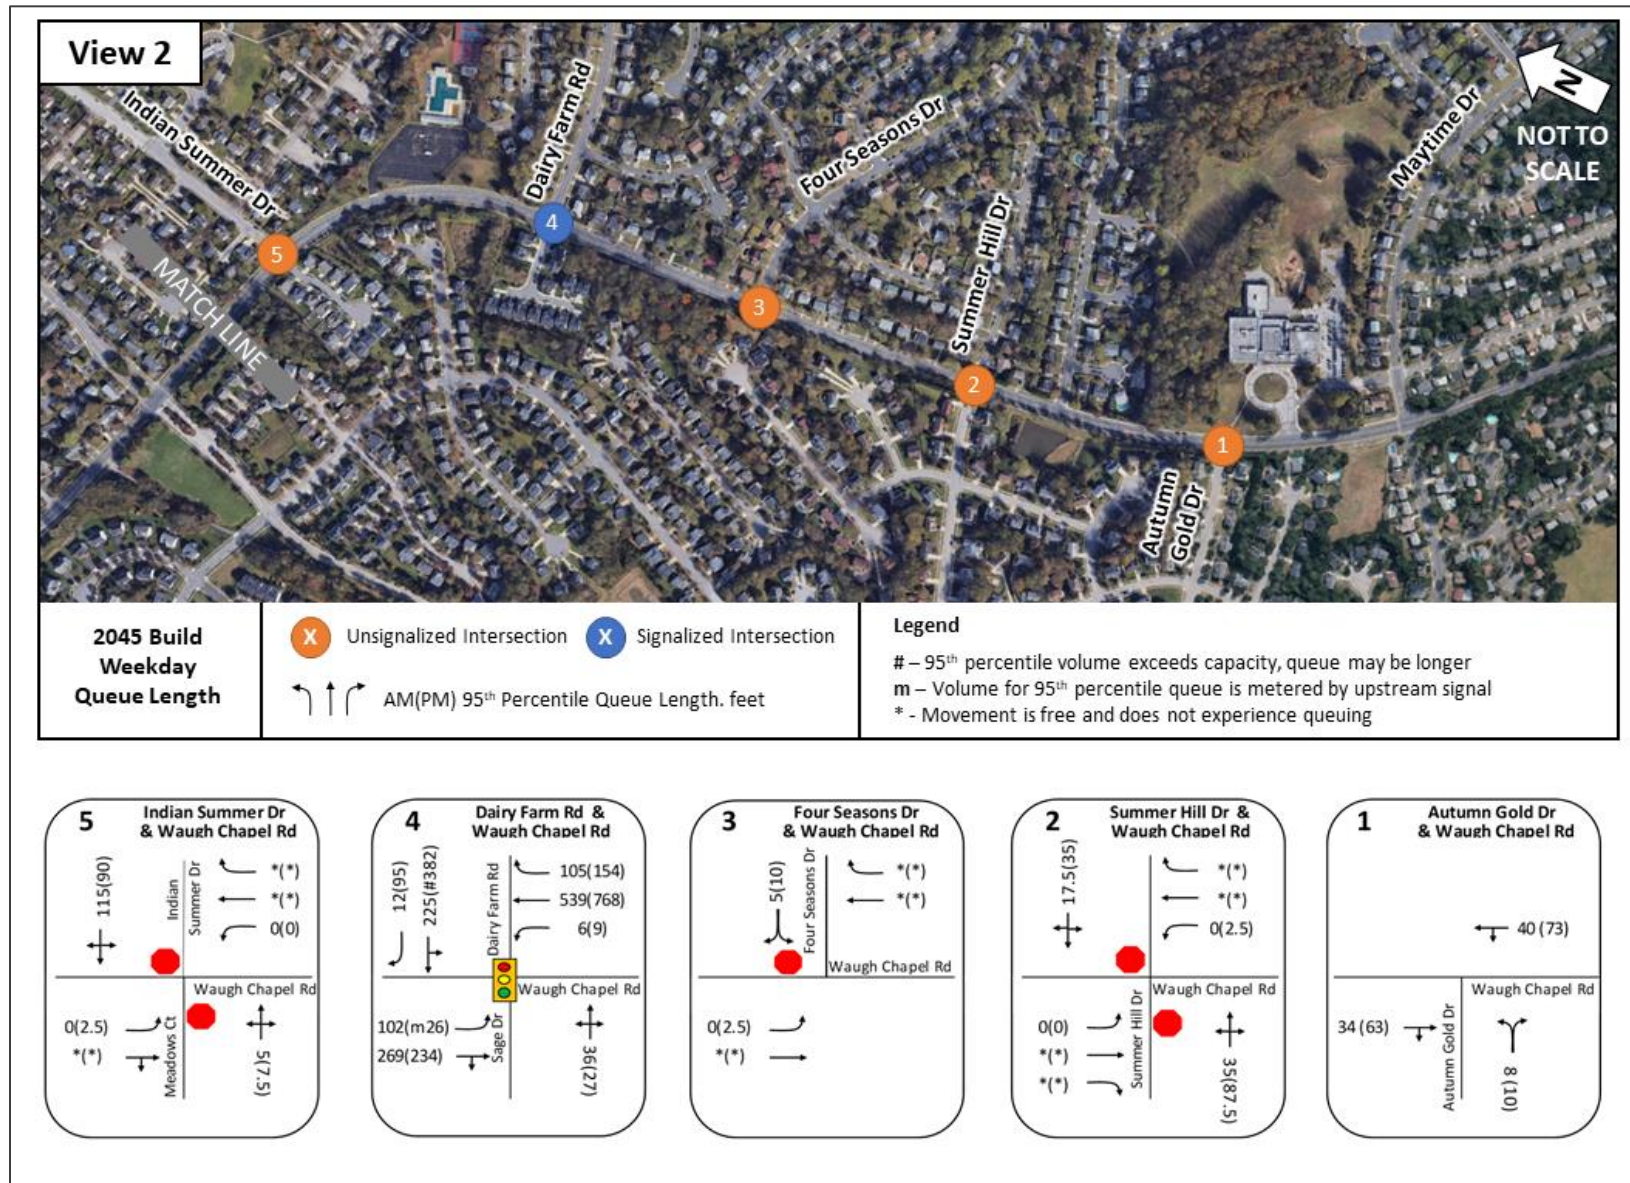 View 2
Indian Summer Dr
Dairy Farm Rd
Four Seasons Dr
Summer Hill Dr
Maytime Dr
N
NOT TO
SCALE
MATCH LINE
5
4
3
2
1
Autumn
Gold Dr
2045 Build
Weekday
Queue Length
X Unsignalized Intersection X Signalized Intersection
AM(PM) 95th Percentile Queue Length. feet
Legend
# – 95th percentile volume exceeds capacity, queue may be longer
m – Volume for 95th percentile queue is metered by upstream signal
* - Movement is free and does not experience queuing
5
Indian Summer Dr
& Waugh Chapel Rd
115(90)
Indian
Summer Dr
*(*)
*(*)
0(0)
Waugh Chapel Rd
0(2.5)
*(*)
Meadows Ct
5(7.5)
4
Dairy Farm Rd &
Waugh Chapel Rd
12(95)
225(#382)
Dairy Farm Rd
105(154)
539(768)
6(9)
Waugh Chapel Rd
102(m26)
269(234)
Sage Dr
36(27)
3
Four Seasons Dr
& Waugh Chapel Rd
5(10)
Four Seasons Dr
*(*)
*(*)
Waugh Chapel Rd
0(2.5)
*(*)
2
Summer Hill Dr &
Waugh Chapel Rd
17.5(35)
*(*)
*(*)
0(2.5)
Waugh Chapel Rd
0(0)
*(*)
*(*)
Summer Hill Dr
35(87.5)
1
Autumn Gold Dr
& Waugh Chapel Rd
40 (73)
Waugh Chapel Rd
34 (63)
Autumn Gold Dr
8 (10)